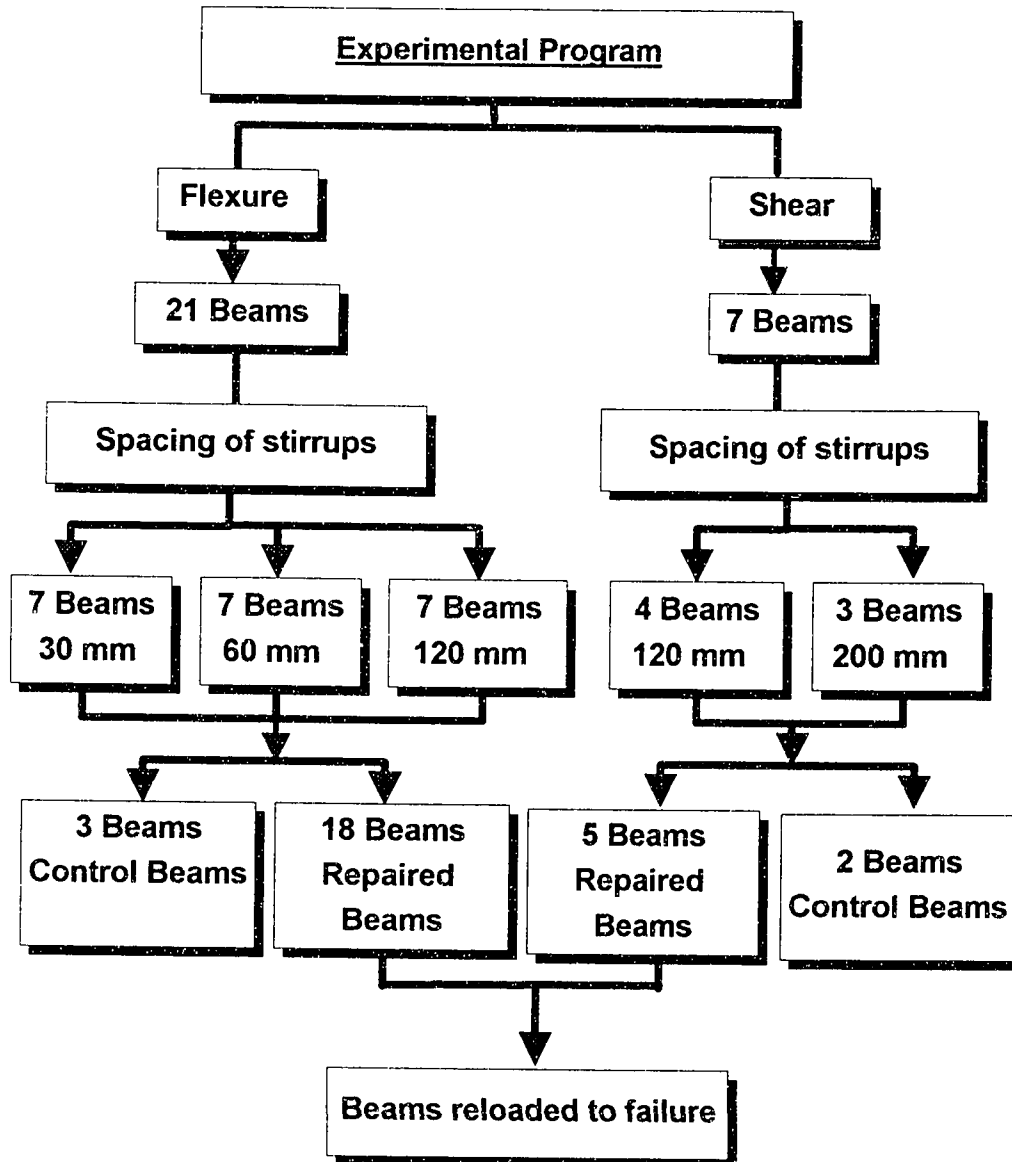 Experimental Program
Flexure
Shear
21 Beams
7 Beams
Spacing of stirrups
Spacing of stirrups
7 Beams
30 mm
7 Beams
60 mm
7 Beams
120 mm
4 Beams
120 mm
3 Beams
200 mm
3 Beams
Control Beams
18 Beams
Repaired
Beams
5 Beams
Repaired
Beams
2 Beams
Control Beams
Beams reloaded to failure